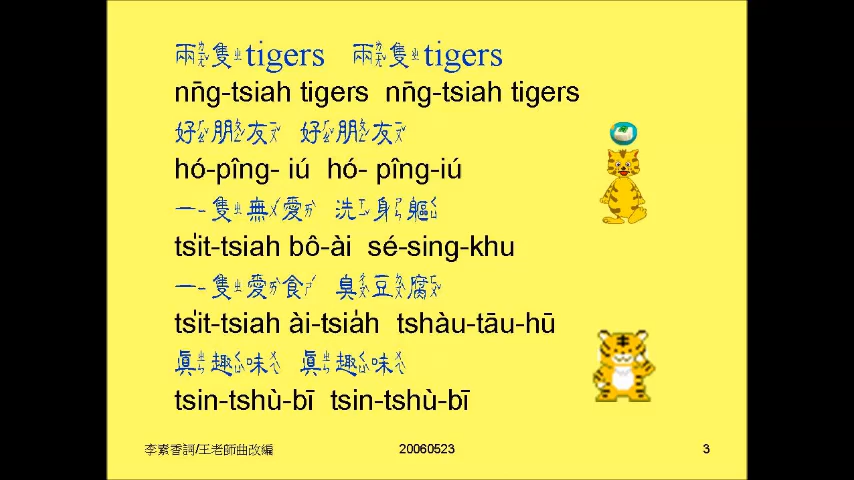 兩隻tigers 兩隻tigers
nn̄g-tsiah tigers nn̄g-tsiah tigers
好朋友 好朋友
hó-pîng- iú hó- pîng-iú
一隻無愛 洗身軀
tsi̍t-tsiah bô-ài sé-sing-khu
一隻愛食 臭豆腐
tsi̍t-tsiah ài-tsia̍h tshàu-tāu-hū
真趣味 真趣味
tsin-tshù-bī tsin-tshù-bī
李素香詞/王老師曲改編 20060523 3